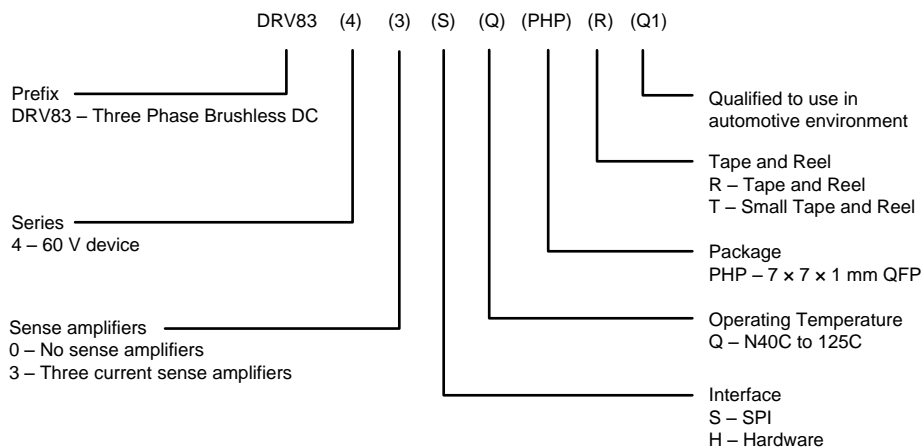 DRV83 (4) (3) (S) (Q) (PHP) (R) (Q1)
Prefix
DRV83 – Three Phase Brushless DC
Series
4 – 60 V device
Sense amplifiers
0 – No sense amplifiers
3 – Three current sense amplifiers
Qualified to use in
automotive environment
Tape and Reel
R – Tape and Reel
T – Small Tape and Reel
Package
PHP – 7 × 7 × 1 mm QFP
Operating Temperature
Q – N40C to 125C
Interface
S – SPI
H – Hardware